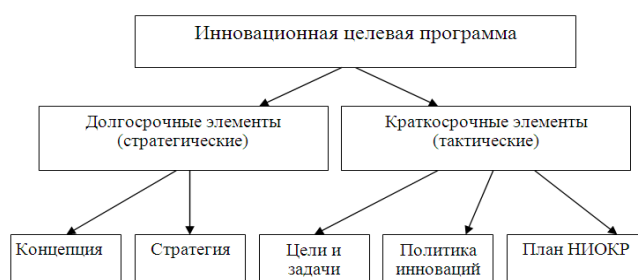 Инновационная целевая программа
Долгосрочные элементы
(стратегические)
Краткосрочные элементы
(тактические)
Концепция
Стратегия
Цели и
задачи
Политика
инноваций
План НИОКР